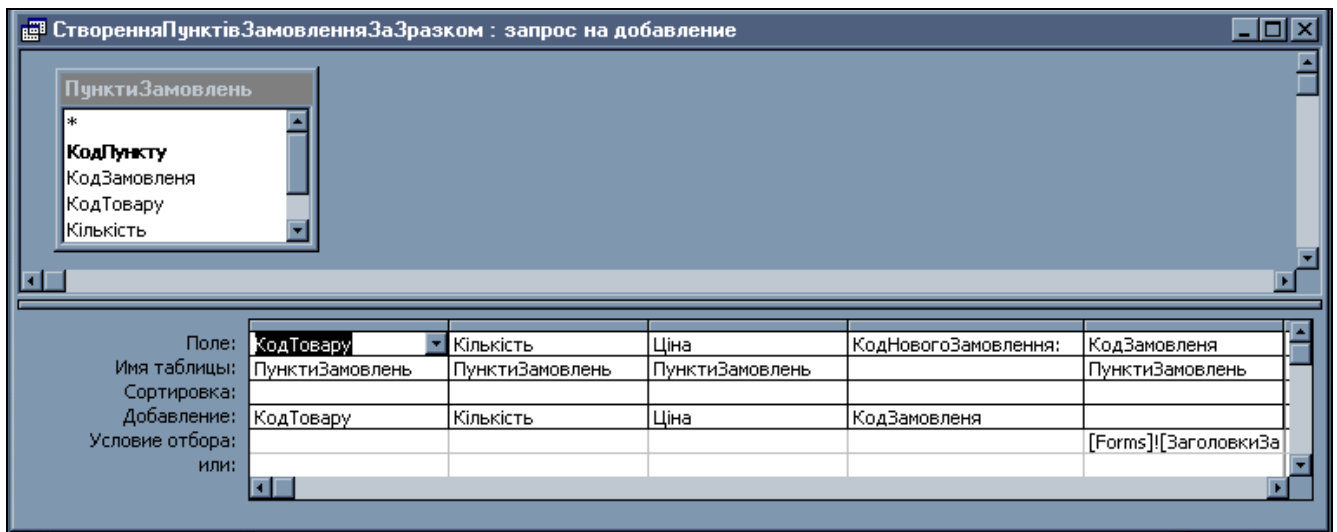 СтворенняПунктівЗамовленняЗаЗразком : запрос на добавление
ПунктиЗамовлень
*
КодПункту
КодЗамовленя
КодТовару
Кількість
Поле: КодТовару Кількість Ціна КодНовогоЗамовлення: КодЗамовленя
Имя таблицы: ПунктиЗамовлень ПунктиЗамовлень ПунктиЗамовлень ПунктиЗамовлень
Сортировка:
Добавление: КодТовару Кількість Ціна КодЗамовленя
Условие отбора: [Forms]![ЗаголовкиЗа
или: